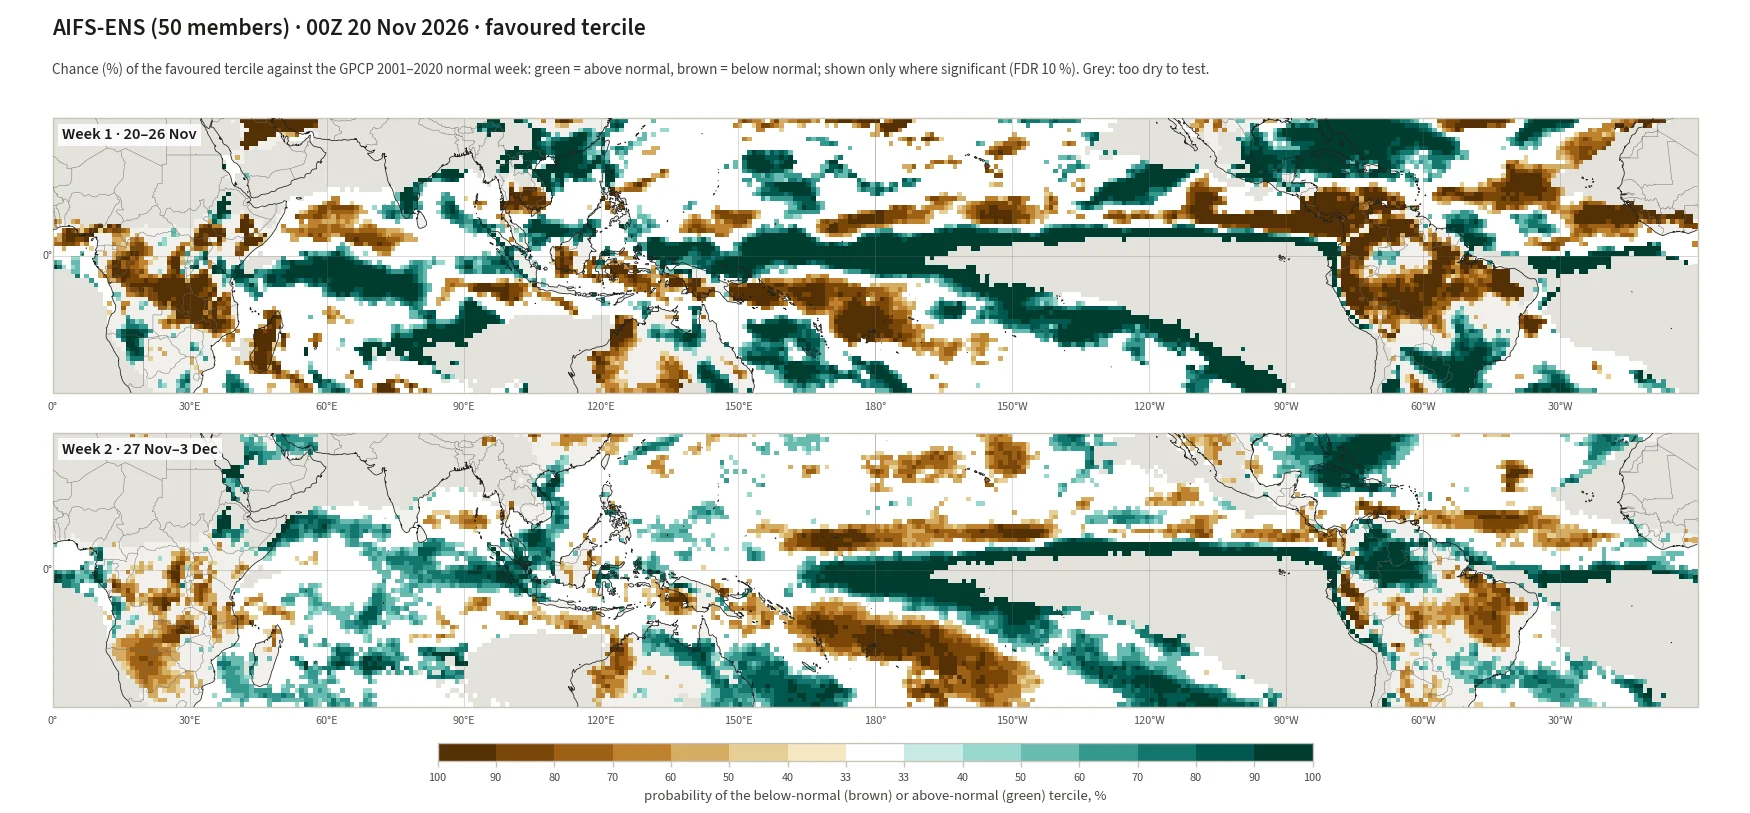 AIFS-ENS (50 members) · 00Z 20 Nov 2026 · favoured tercile
Chance (%) of the favoured tercile against the GPCP 2001–2020 normal week: green = above normal, brown = below normal; shown only where significant (FDR 10 %). Grey: too dry to test.
Week 1 · 20–26 Nov
0°
0° 30°E 60°E 90°E 120°E 150°E 180° 150°W 120°W 90°W 60°W 30°W
Week 2 · 27 Nov–3 Dec
0°
0° 30°E 60°E 90°E 120°E 150°E 180° 150°W 120°W 90°W 60°W 30°W
100 90 80 70 60 50 40 33 33 40 50 60 70 80 90 100
probability of the below-normal (brown) or above-normal (green) tercile, %